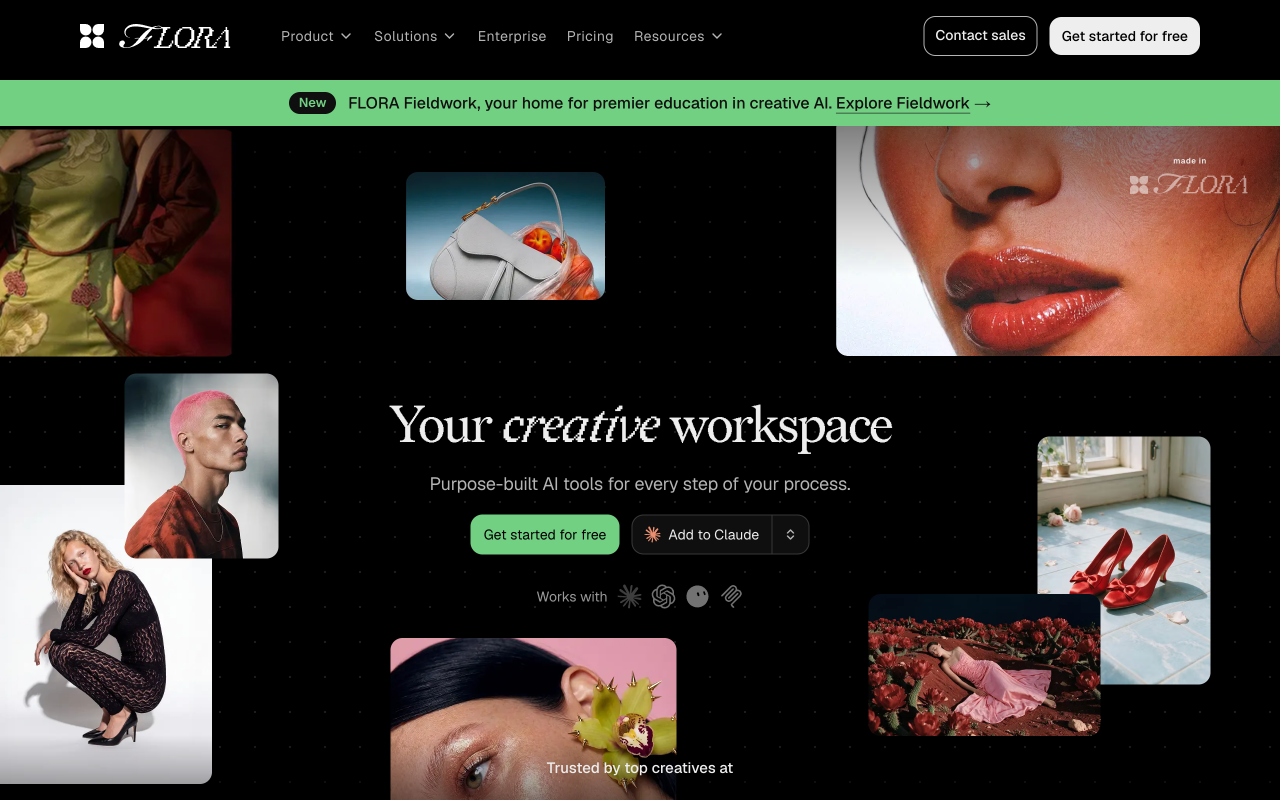 FLORA
Product
Solutions
Enterprise
Pricing
Resources
Contact sales
Get started for free
New
FLORA Fieldwork, your home for premier education in creative AI. Explore Fieldwork →
made in
FLORA
Your creative workspace
Purpose-built AI tools for every step of your process.
Get started for free
Add to Claude
Works with
Trusted by top creatives at